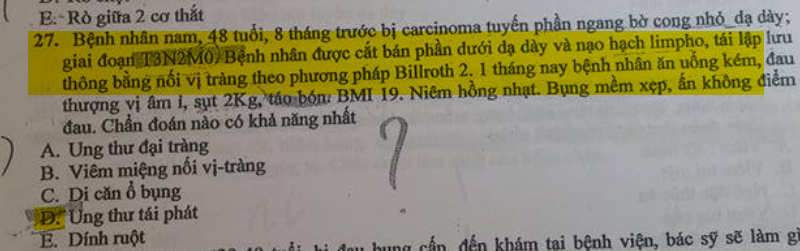 E. Rò giữa 2 cơ thắt
27. Bệnh nhân nam, 48 tuổi, 8 tháng trước bị carcinoma tuyến phần ngang bờ cong nhỏ dạ dày;
giai đoạn T3N2M0. Bệnh nhân được cắt bán phần dưới dạ dày và nạo hạch limpho, tái lập lưu
thông bằng nối vị tràng theo phương pháp Billroth 2. 1 tháng nay bệnh nhân ăn uống kém, đau
thượng vị âm ỉ, sụt 2Kg, táo bón. BMI 19. Niêm hồng nhạt. Bụng mềm xẹp, ấn không điểm
đau. Chẩn đoán nào có khả năng nhất
A. Ung thư đại tràng
B. Viêm miệng nối vị-tràng
C. Di căn ổ bụng
D. Ung thư tái phát
E. Dính ruột
tuổi, bị đau bụng cấp, đến khám tại bệnh viện, bác sỹ sẽ làm gì
?